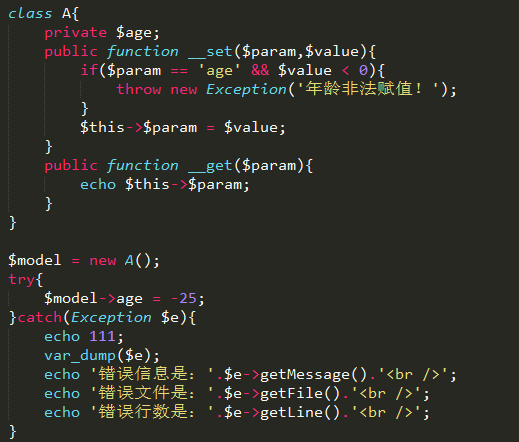 class A{
    private $age;
    public function __set($param,$value){
        if($param == 'age' && $value < 0){
            throw new Exception('年龄非法赋值！');
        }
        $this->$param = $value;
    }
    public function __get($param){
        echo $this->$param;
    }
}

$model = new A();
try{
    $model->age = -25;
}catch(Exception $e){
    echo 111;
    var_dump($e);
    echo '错误信息是：'.$e->getMessage().'<br />';
    echo '错误文件是：'.$e->getFile().'<br />';
    echo '错误行数是：'.$e->getLine().'<br />';
}